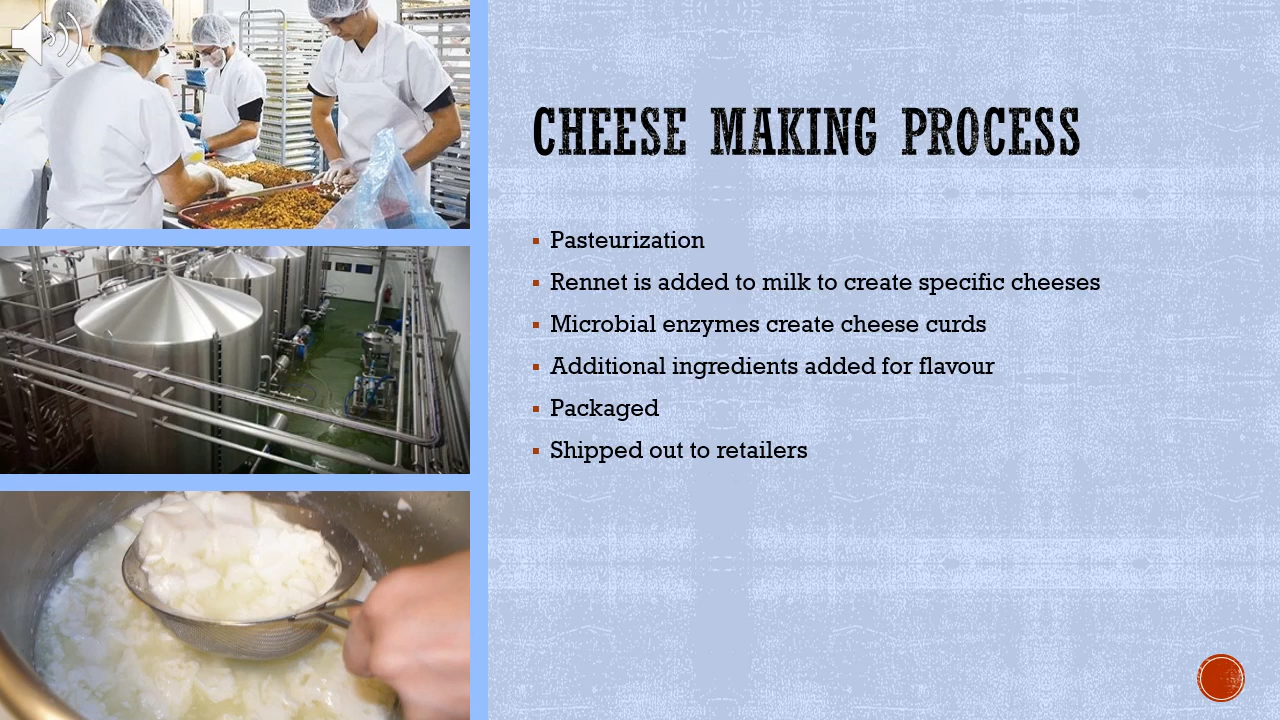 CHEESE MAKING PROCESS
Pasteurization
Rennet is added to milk to create specific cheeses
Microbial enzymes create cheese curds
Additional ingredients added for flavour
Packaged
Shipped out to retailers